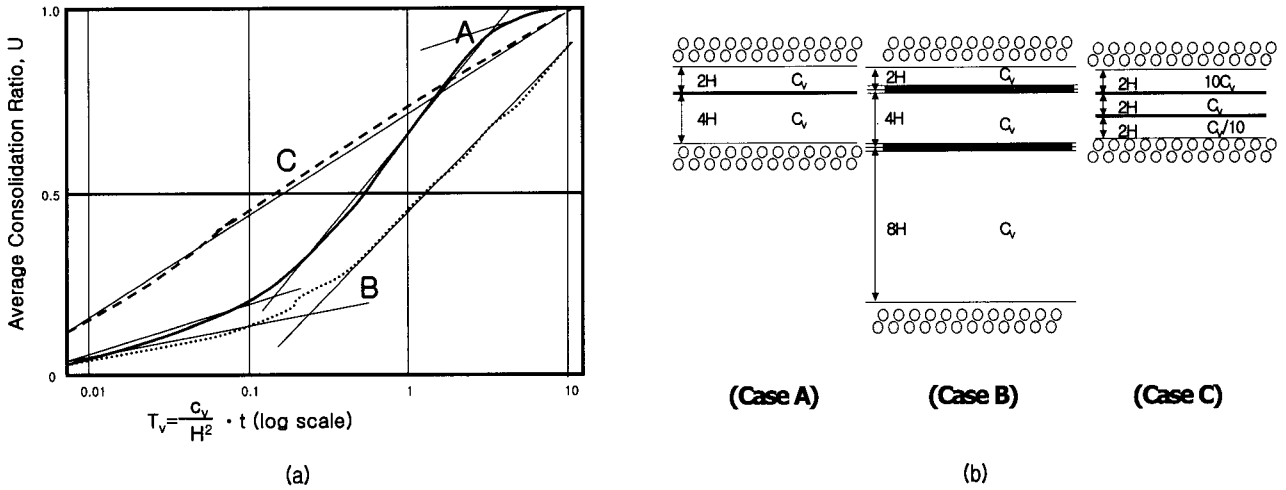 Average Consolidation Ratio, U
1.0
0.5
0
A
C
B
0.01
0.1
1
10
T_v = c_v / H² · t (log scale)
(a)
2H C_v
4H C_v
(Case A)
2H C_v
4H C_v
8H C_v
(Case B)
2H 10C_v
2H C_v
2H C_v/10
(Case C)
(b)